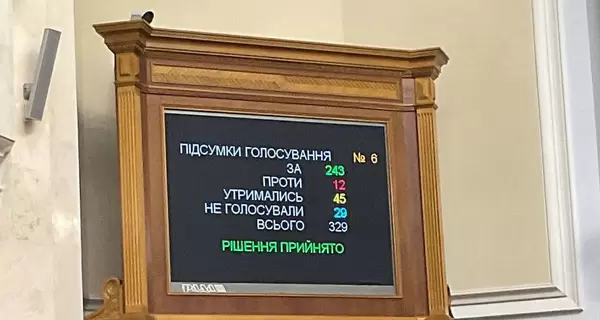 ПІДСУМКИ ГОЛОСУВАННЯ № 6
ЗА 243
ПРОТИ 12
УТРИМАЛИСЬ 45
НЕ ГОЛОСУВАЛИ 29
ВСЬОГО 329
РІШЕННЯ ПРИЙНЯТО